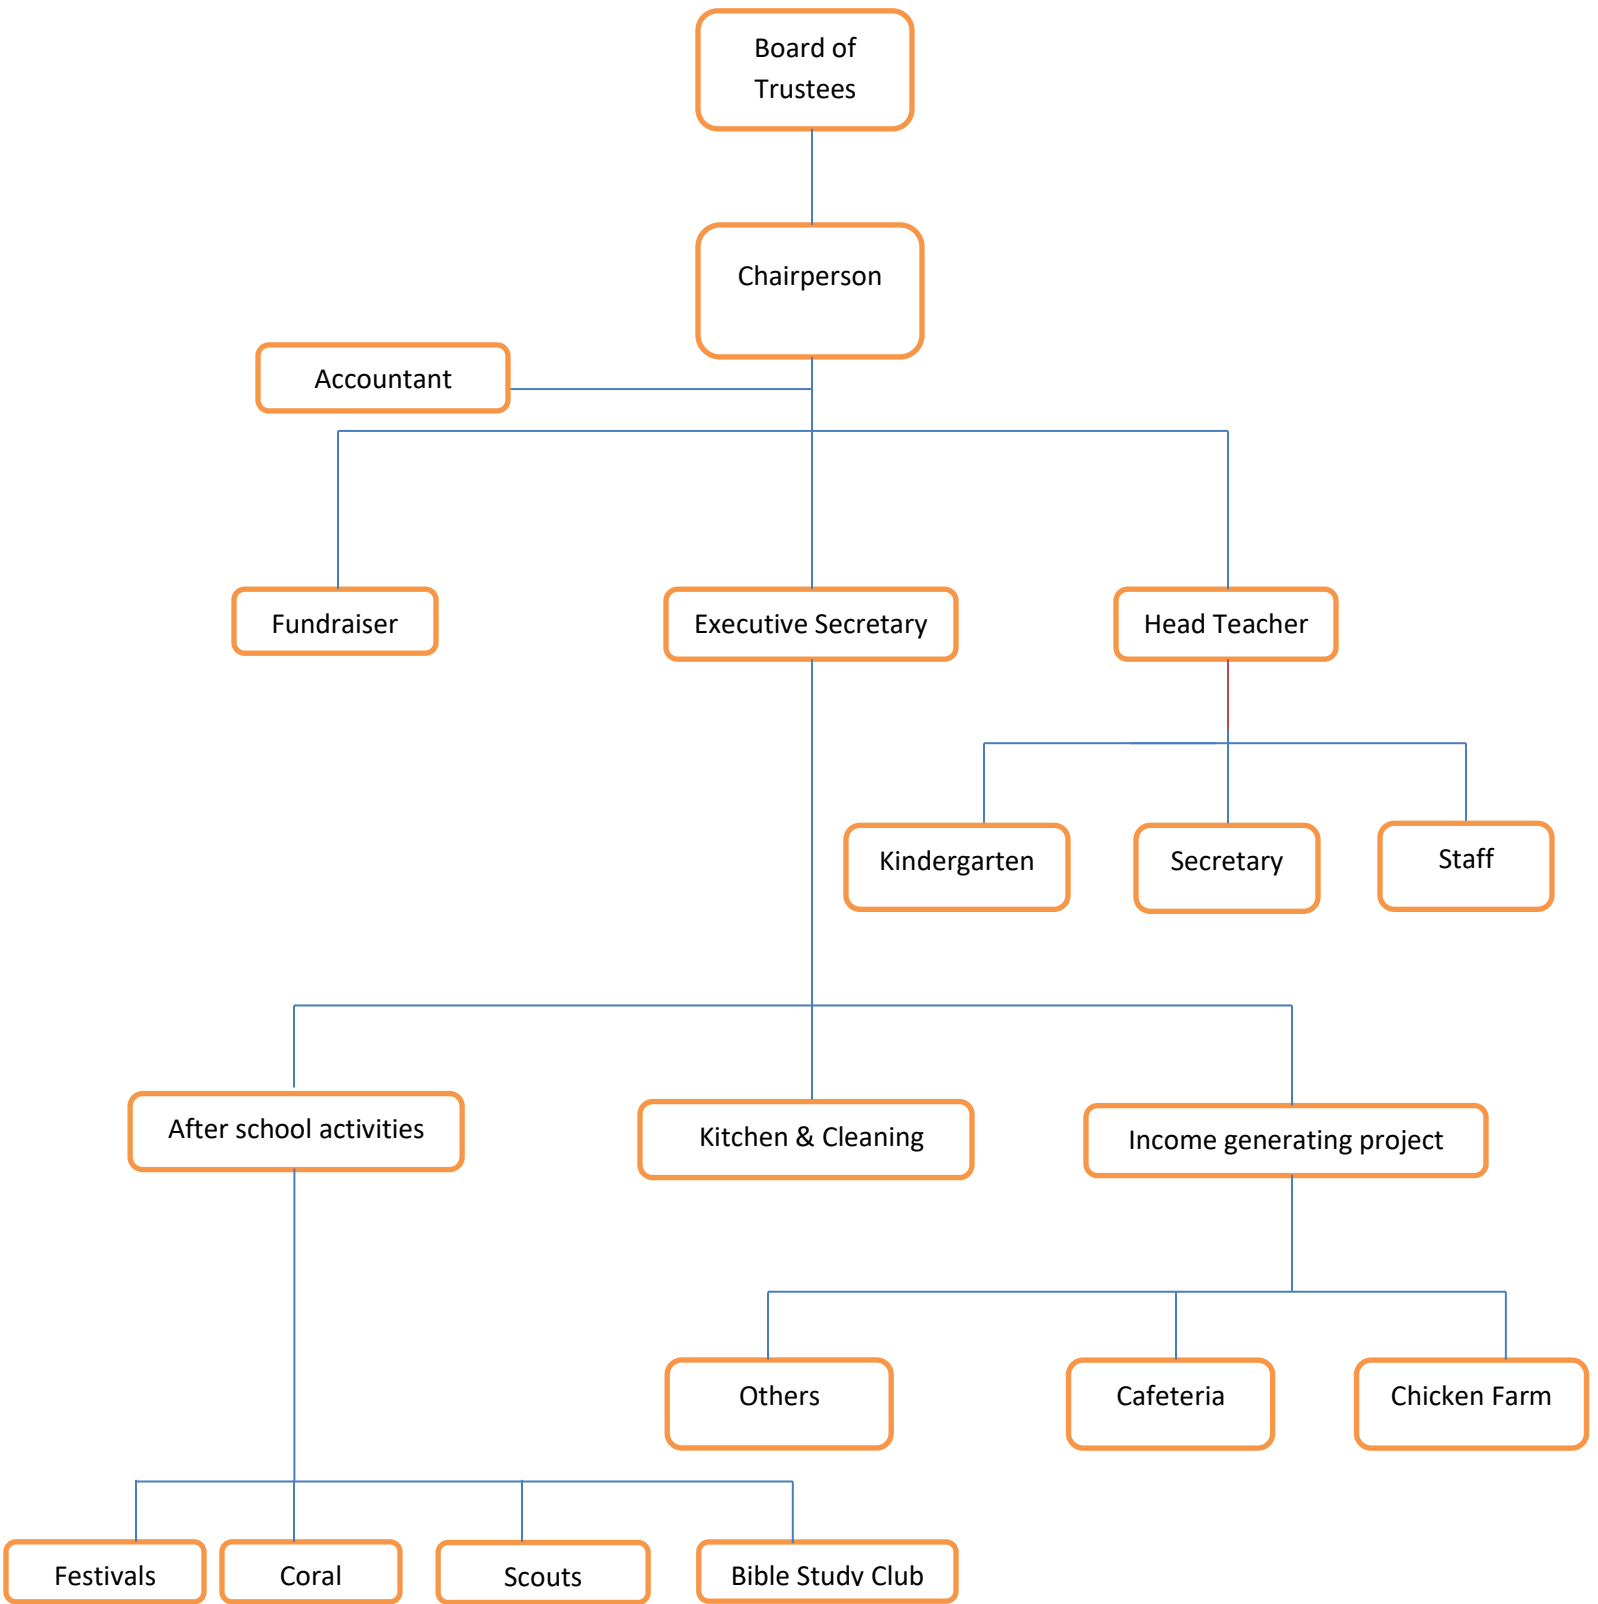 Board of
Trustees
Chairperson
Accountant
Fundraiser
Executive Secretary
Head Teacher
Kindergarten
Secretary
Staff
After school activities
Kitchen & Cleaning
Income generating project
Others
Cafeteria
Chicken Farm
Festivals
Coral
Scouts
Bible Study Club